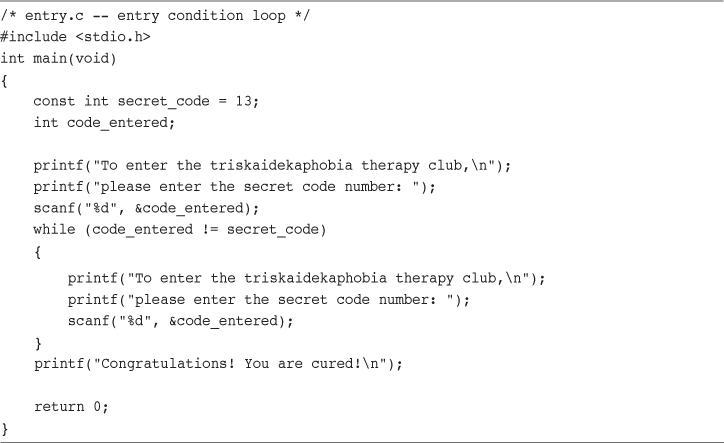 /* entry.c -- entry condition loop */
#include <stdio.h>
int main(void)
{
    const int secret_code = 13;
    int code_entered;

    printf("To enter the triskaidekaphobia therapy club,\n");
    printf("please enter the secret code number: ");
    scanf("%d", &code_entered);
    while (code_entered != secret_code)
    {
        printf("To enter the triskaidekaphobia therapy club,\n");
        printf("please enter the secret code number: ");
        scanf("%d", &code_entered);
    }
    printf("Congratulations! You are cured!\n");

    return 0;
}